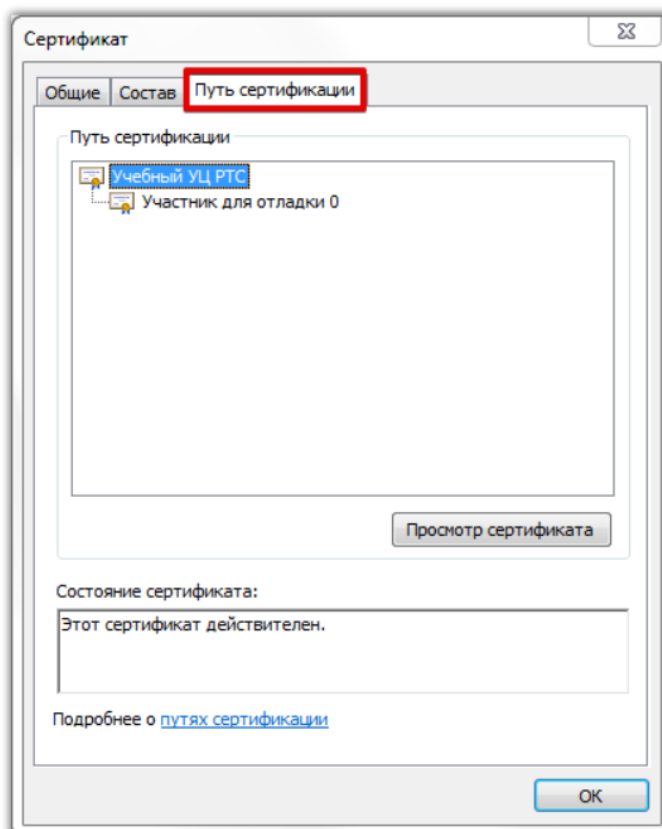 Сертификат
Общие Состав Путь сертификации
Путь сертификации
Учебный УЦ РТС
Участник для отладки 0
Просмотр сертификата
Состояние сертификата:
Этот сертификат действителен.
Подробнее о путях сертификации
ОК